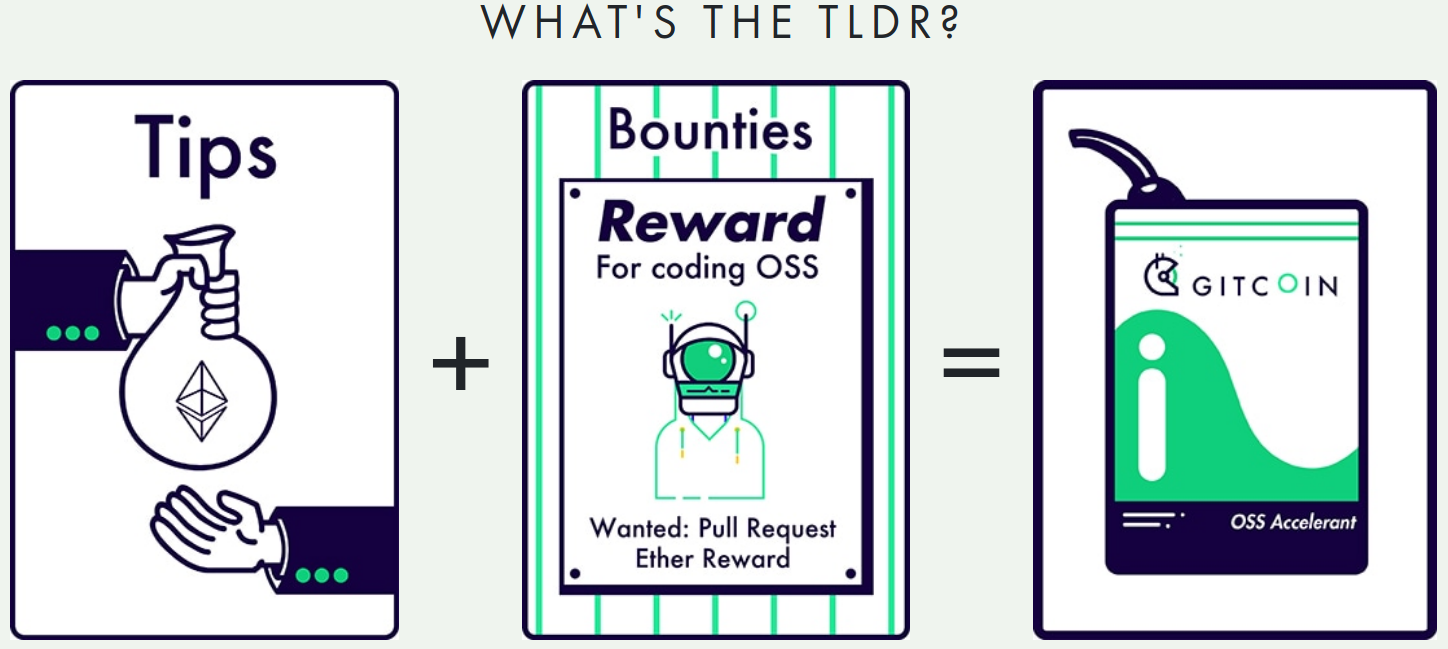 WHAT'S THE TLDR?
Tips
+
Bounties
Reward
For coding OSS
Wanted: Pull Request
Ether Reward
=
GITCOIN
i
OSS Accelerant